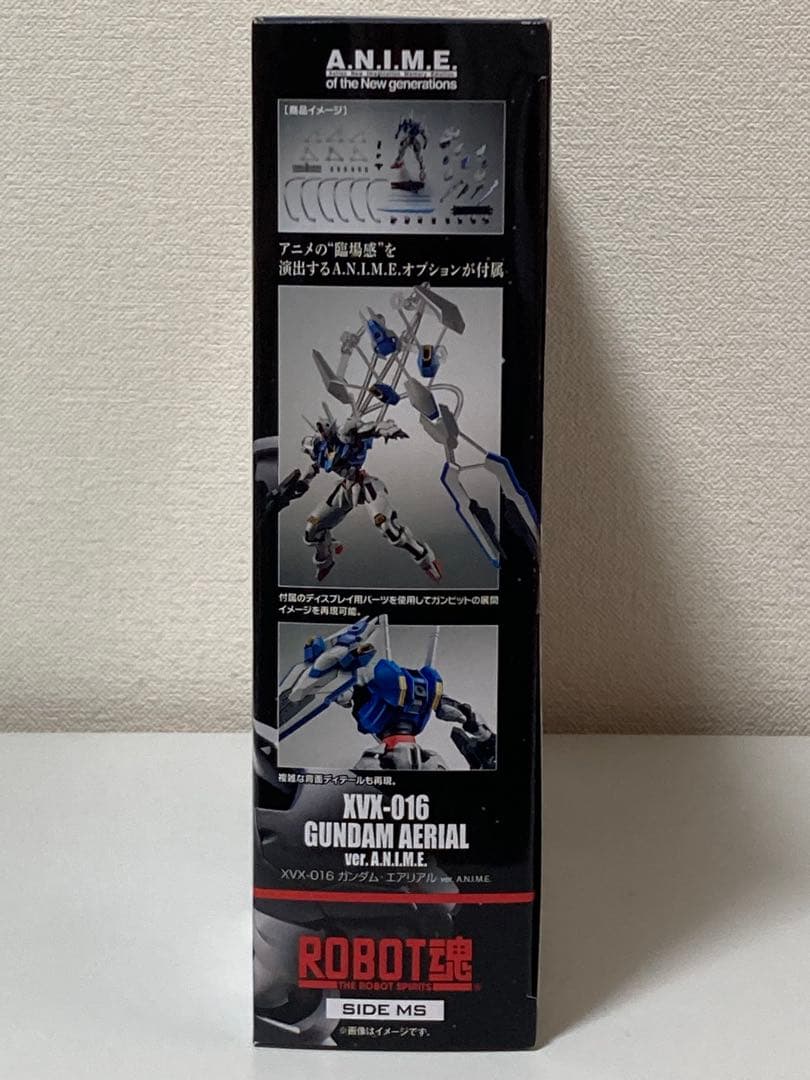 A.N.I.M.E.
Action New Imagination Memory Edition
of the New generations
【商品イメージ】
アニメの“臨場感”を
演出するA.N.I.M.E.オプションが付属
付属のディスプレイ用パーツを使用してガンビットの展開
イメージを再現可能。
複雑な背面ディテールも再現。
XVX-016
GUNDAM AERIAL
ver. A.N.I.M.E.
XVX-016 ガンダム・エアリアル ver. A.N.I.M.E.
ROBOT魂
THE ROBOT SPIRITS
®
SIDE MS
※画像はイメージです。